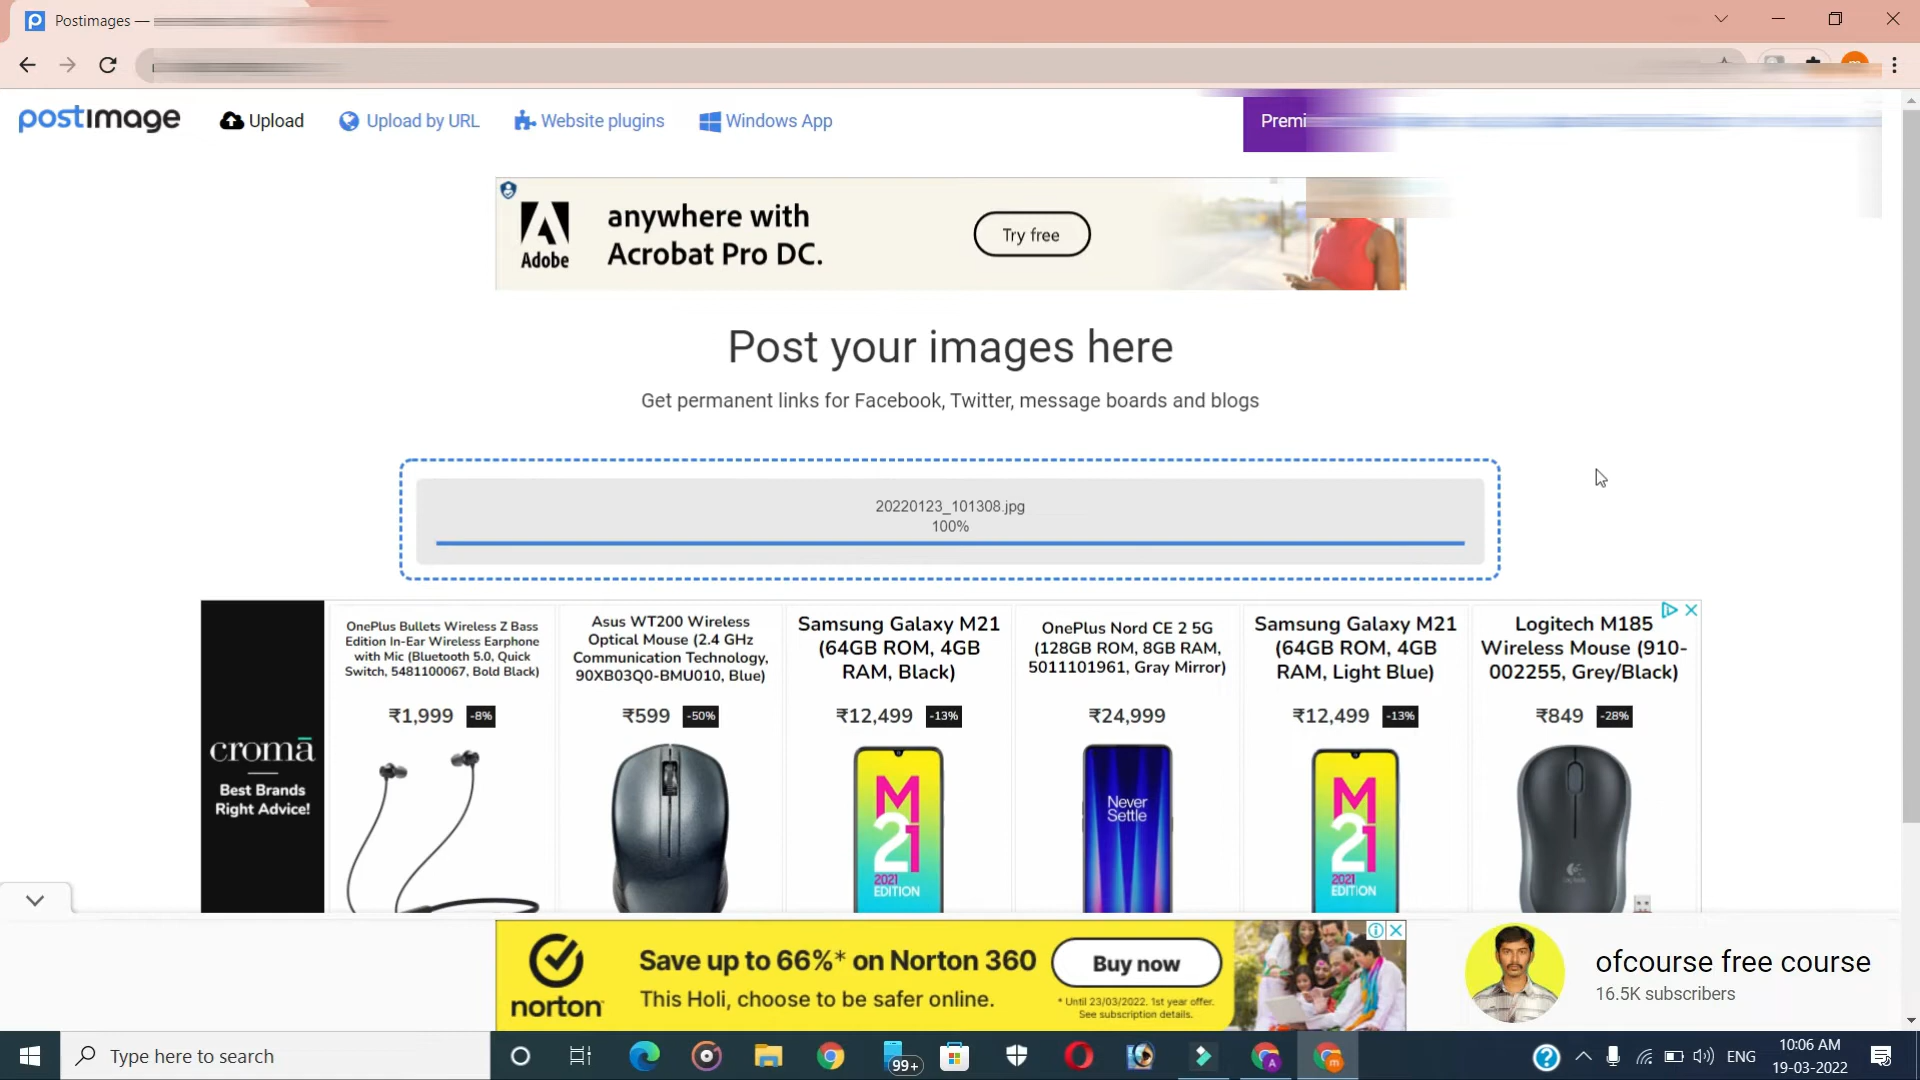 Postimages —
postimage
Upload
Upload by URL
Website plugins
Windows App
Premi
Adobe
anywhere with
Acrobat Pro DC.
Try free
Post your images here
Get permanent links for Facebook, Twitter, message boards and blogs
20220123_101308.jpg
100%
cromā
Best Brands
Right Advice!
OnePlus Bullets Wireless Z Bass
Edition In-Ear Wireless Earphone
with Mic (Bluetooth 5.0, Quick
Switch, 5481100067, Bold Black)
₹1,999 -8%
Asus WT200 Wireless
Optical Mouse (2.4 GHz
Communication Technology,
90XB03Q0-BMU010, Blue)
₹599 -50%
Samsung Galaxy M21
(64GB ROM, 4GB
RAM, Black)
₹12,499 -13%
M
21
2021
EDITION
OnePlus Nord CE 2 5G
(128GB ROM, 8GB RAM,
5011101961, Gray Mirror)
₹24,999
Never
Settle
Samsung Galaxy M21
(64GB ROM, 4GB
RAM, Light Blue)
₹12,499 -13%
M
21
2021
EDITION
Logitech M185
Wireless Mouse (910-
002255, Grey/Black)
₹849 -28%
norton
Save up to 66%* on Norton 360
This Holi, choose to be safer online.
Buy now
* Until 23/03/2022. 1st year offer.
See subscription details.
ofcourse free course
16.5K subscribers
Type here to search
99+
ENG
10:06 AM
19-03-2022